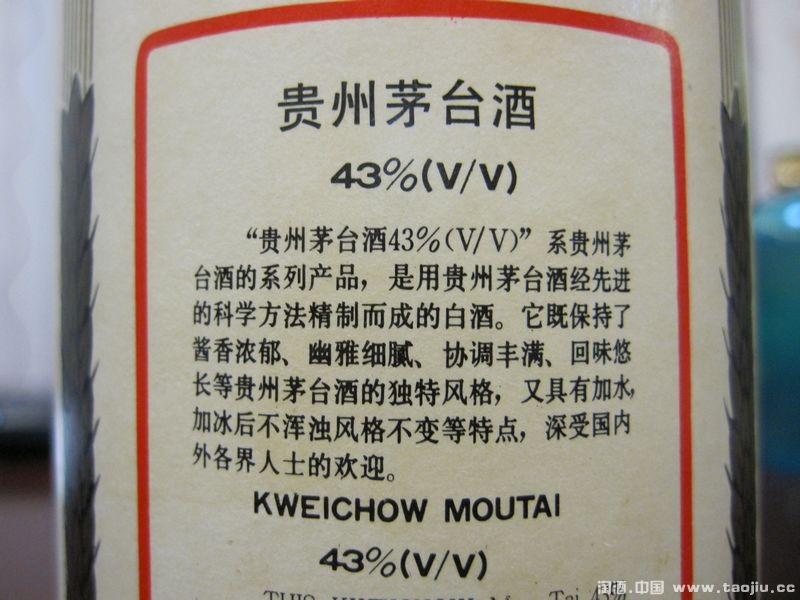 贵州茅台酒
43%(V/V)
“贵州茅台酒43%(V/V)”系贵州茅
台酒的系列产品，是用贵州茅台酒经先进
的科学方法精制而成的白酒。它既保持了
酱香浓郁、幽雅细腻、协调丰满、回味悠
长等贵州茅台酒的独特风格，又具有加水，
加冰后不浑浊风格不变等特点，深受国内
外各界人士的欢迎。
KWEICHOW MOUTAI
43%(V/V)
淘酒.中国 www.taojiu.cc